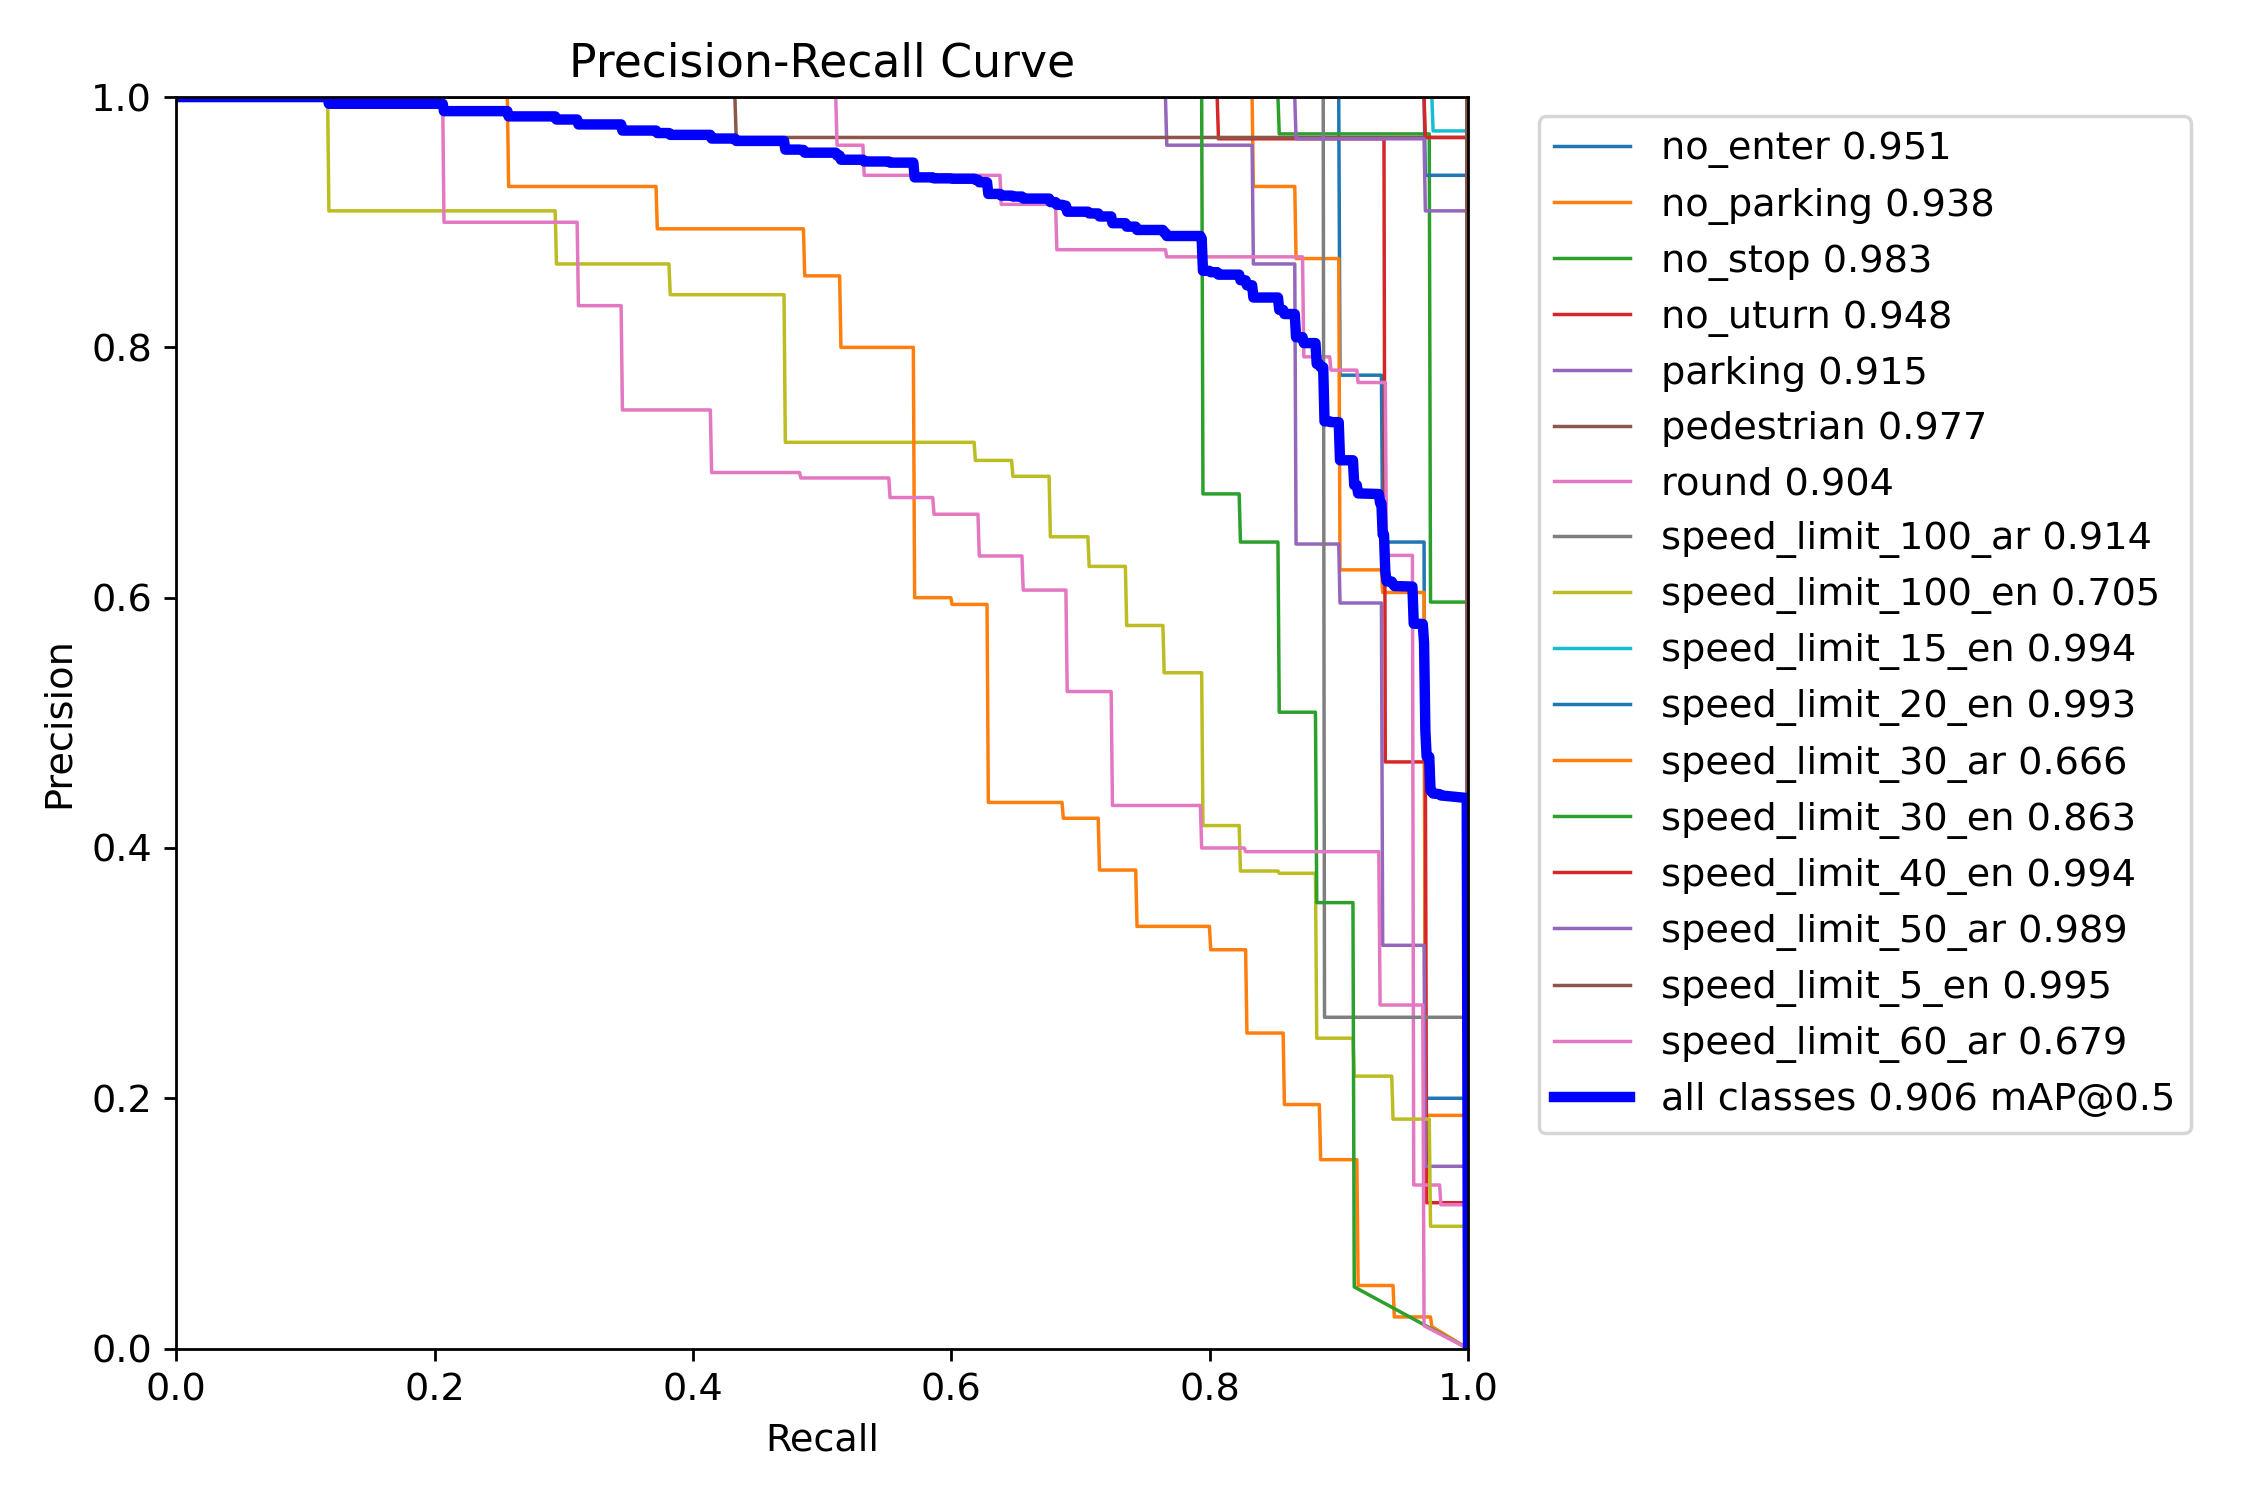 Precision-Recall Curve
1.0
0.8
0.6
0.4
0.2
0.0
Precision
0.0 0.2 0.4 0.6 0.8 1.0
Recall
no_enter 0.951
no_parking 0.938
no_stop 0.983
no_uturn 0.948
parking 0.915
pedestrian 0.977
round 0.904
speed_limit_100_ar 0.914
speed_limit_100_en 0.705
speed_limit_15_en 0.994
speed_limit_20_en 0.993
speed_limit_30_ar 0.666
speed_limit_30_en 0.863
speed_limit_40_en 0.994
speed_limit_50_ar 0.989
speed_limit_5_en 0.995
speed_limit_60_ar 0.679
all classes 0.906 mAP@0.5